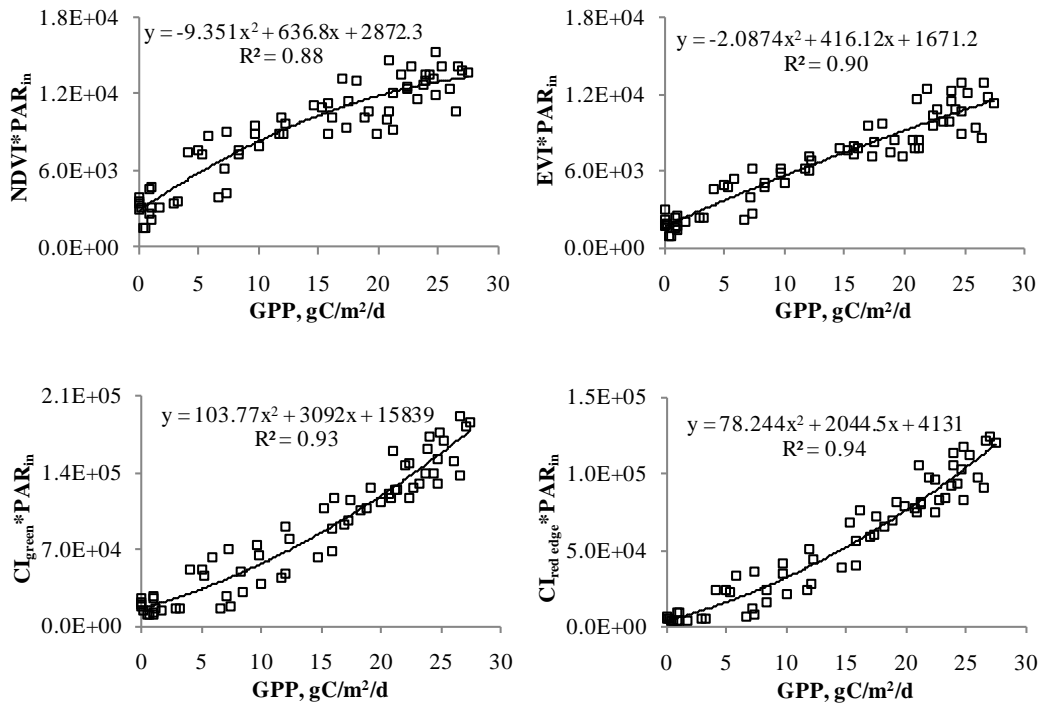 y = -9.351x² + 636.8x + 2872.3
R² = 0.88
NDVI*PARin
1.8E+04
1.2E+04
6.0E+03
0.0E+00
0 5 10 15 20 25 30
GPP, gC/m²/d
y = -2.0874x² + 416.12x + 1671.2
R² = 0.90
EVI*PARin
1.8E+04
1.2E+04
6.0E+03
0.0E+00
0 5 10 15 20 25 30
GPP, gC/m²/d
y = 103.77x² + 3092x + 15839
R² = 0.93
CIgreen*PARin
2.1E+05
1.4E+05
7.0E+04
0.0E+00
0 5 10 15 20 25 30
GPP, gC/m²/d
y = 78.244x² + 2044.5x + 4131
R² = 0.94
CIred edge*PARin
1.5E+05
1.0E+05
5.0E+04
0.0E+00
0 5 10 15 20 25 30
GPP, gC/m²/d